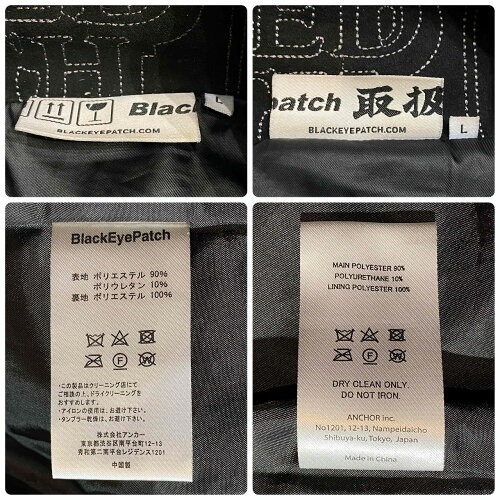 ED
CH
Black
L
BLACKEYEPATCH.COM
patch 取扱
L
BLACKEYEPATCH.COM
BlackEyePatch
表地 ポリエステル 90%
ポリウレタン 10%
裏地 ポリエステル 100%
・この製品はクリーニング店にて
ご相談の上、ドライクリーニングを
おすすめします。
・アイロンの使用は、お避け下さい。
・タンブラー乾燥は、お避け下さい。
株式会社アンカー
東京都渋谷区南平台町12-13
秀和第二南平台レジデンス1201
中国製
MAIN POLYESTER 90%
POLYURETHANE 10%
LINING POLYESTER 100%
DRY CLEAN ONLY.
DO NOT IRON.
ANCHOR inc.
No1201, 12-13, Nampeidaicho
Shibuya-ku, Tokyo, Japan
Made in China